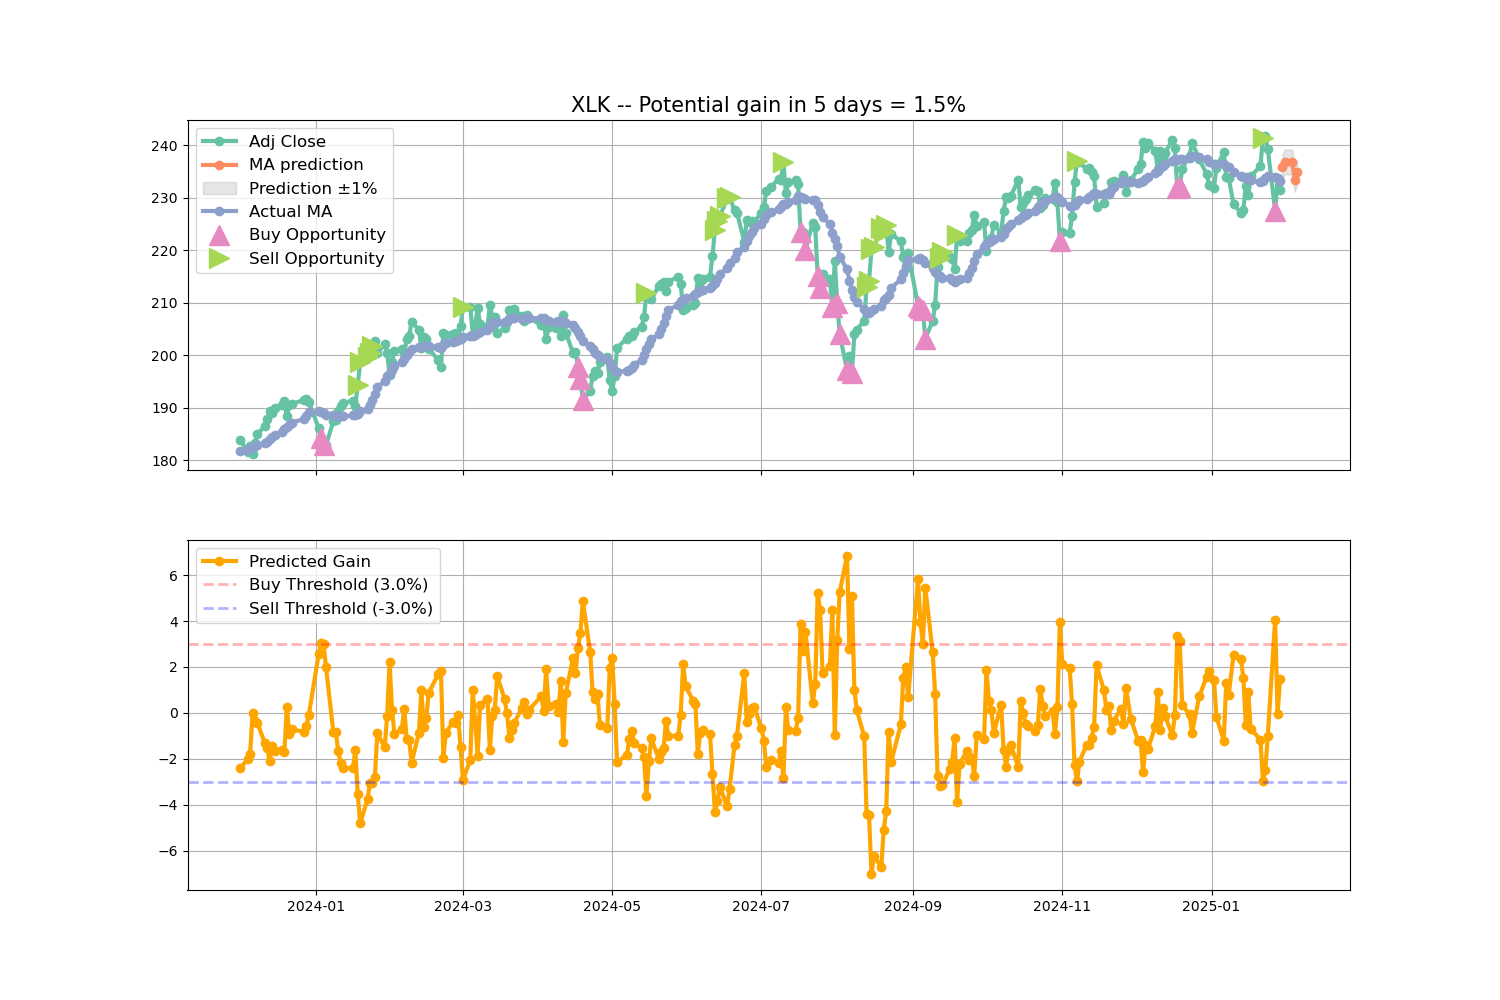 XLK -- Potential gain in 5 days = 1.5%
Adj Close
MA prediction
Prediction ±1%
Actual MA
Buy Opportunity
Sell Opportunity
240
230
220
210
200
190
180
Predicted Gain
Buy Threshold (3.0%)
Sell Threshold (-3.0%)
6
4
2
0
−2
−4
−6
2024-01 2024-03 2024-05 2024-07 2024-09 2024-11 2025-01